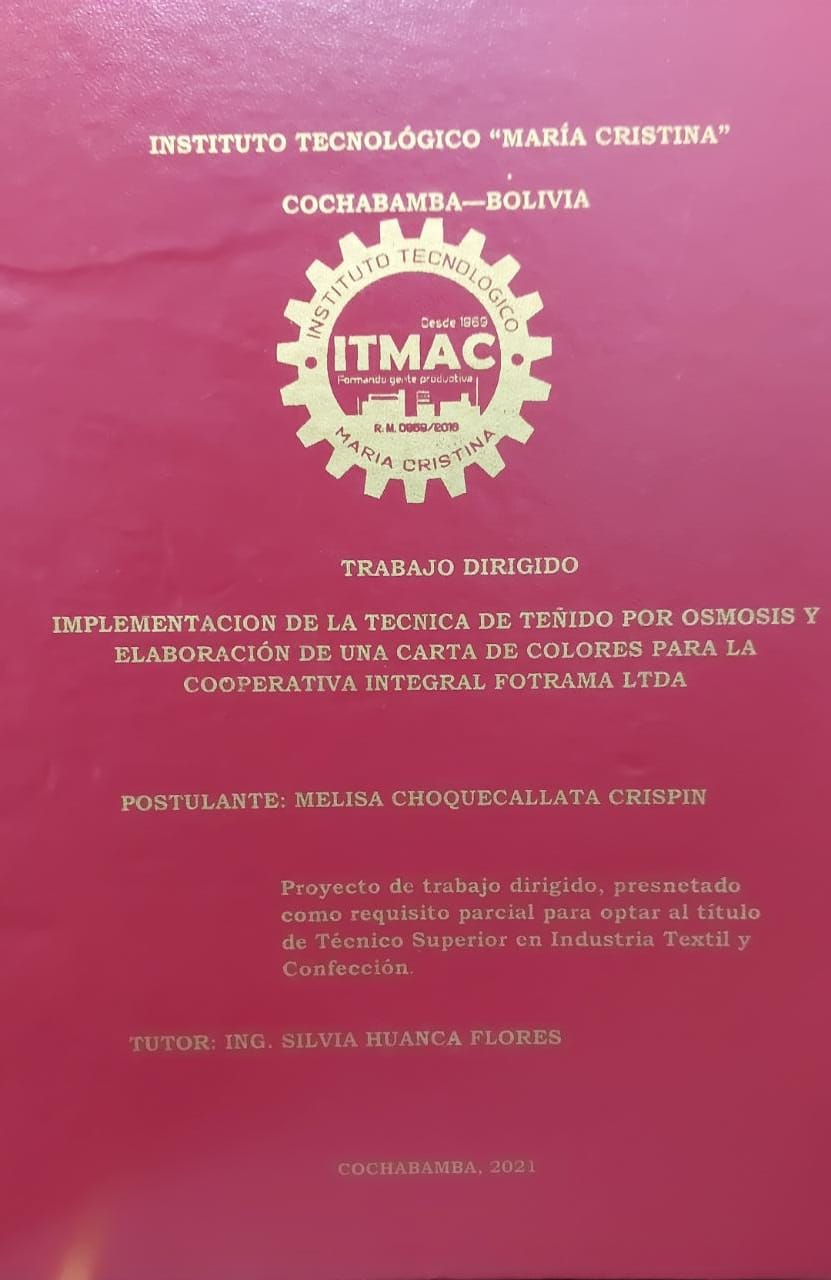 INSTITUTO TECNOLÓGICO “MARÍA CRISTINA”
COCHABAMBA—BOLIVIA
INSTITUTO TECNOLOGICO
Desde 1969
ITMAC
Formando gente productiva
R. M. 0969/2016
MARIA CRISTINA
TRABAJO DIRIGIDO
IMPLEMENTACION DE LA TECNICA DE TEÑIDO POR OSMOSIS Y
ELABORACIÓN DE UNA CARTA DE COLORES PARA LA
COOPERATIVA INTEGRAL FOTRAMA LTDA
POSTULANTE: MELISA CHOQUECALLATA CRISPIN
Proyecto de trabajo dirigido, presnetado
como requisito parcial para optar al título
de Técnico Superior en Industria Textil y
Confección.
TUTOR: ING. SILVIA HUANCA FLORES
COCHABAMBA, 2021